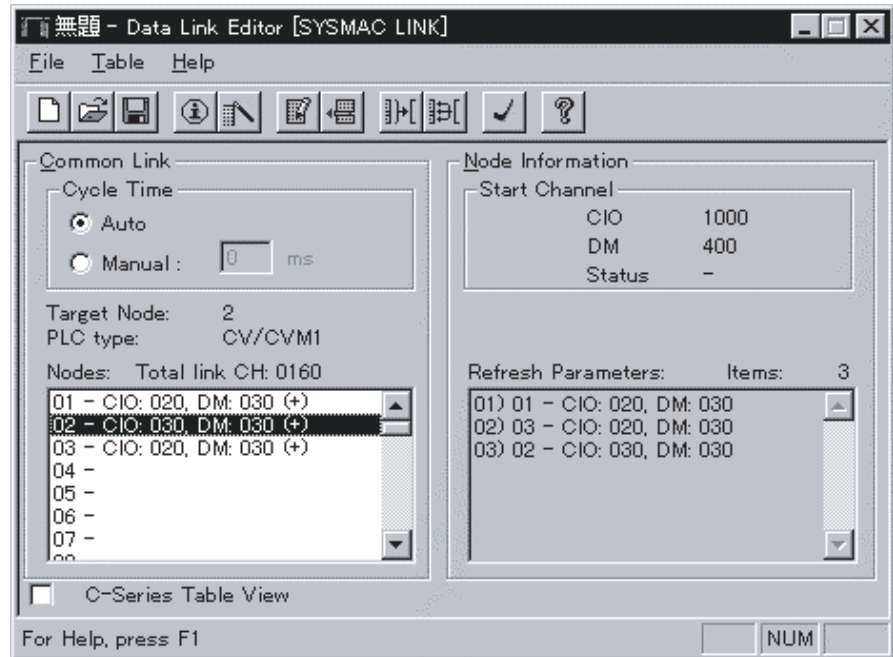 無題 - Data Link Editor [SYSMAC LINK]
File Table Help
Common Link
Cycle Time
Auto
Manual : 0 ms
Target Node: 2
PLC type: CV/CVM1
Nodes: Total link CH: 0160
01 - CIO: 020, DM: 030 (+)
02 - CIO: 030, DM: 030 (+)
03 - CIO: 020, DM: 030 (+)
04 -
05 -
06 -
07 -
Node Information
Start Channel
CIO 1000
DM 400
Status -
Refresh Parameters: Items: 3
01) 01 - CIO: 020, DM: 030
02) 03 - CIO: 020, DM: 030
03) 02 - CIO: 030, DM: 030
C-Series Table View
For Help, press F1
NUM